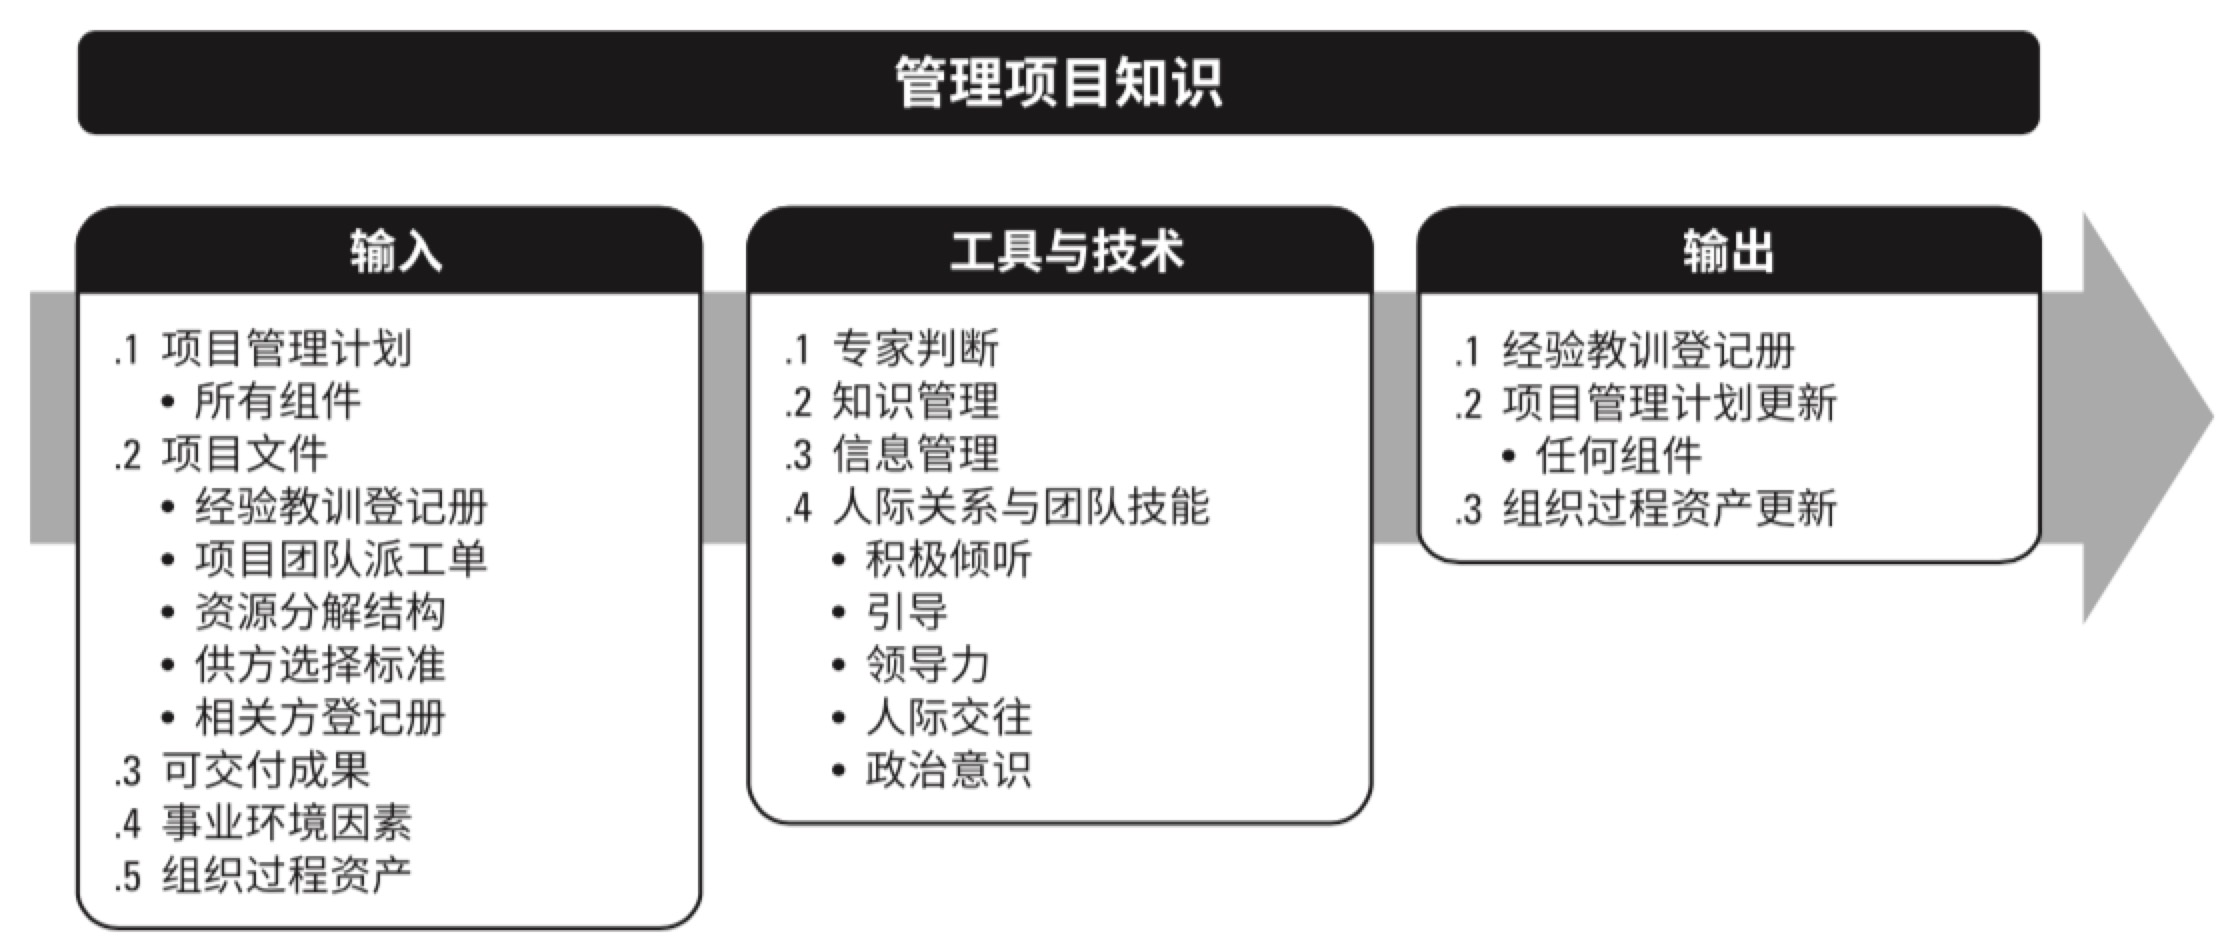 管理项目知识
输入
.1 项目管理计划
• 所有组件
.2 项目文件
• 经验教训登记册
• 项目团队派工单
• 资源分解结构
• 供方选择标准
• 相关方登记册
.3 可交付成果
.4 事业环境因素
.5 组织过程资产
工具与技术
.1 专家判断
.2 知识管理
.3 信息管理
.4 人际关系与团队技能
• 积极倾听
• 引导
• 领导力
• 人际交往
• 政治意识
输出
.1 经验教训登记册
.2 项目管理计划更新
• 任何组件
.3 组织过程资产更新